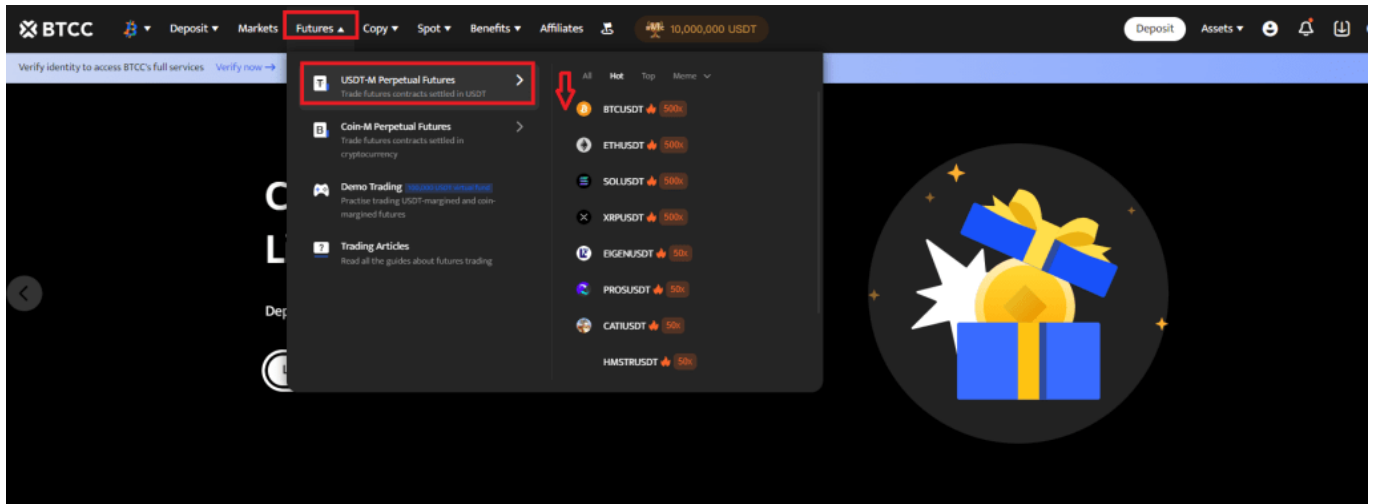 BTCC
Deposit
Markets
Futures
Copy
Spot
Benefits
Affiliates
10,000,000 USDT
Deposit
Assets
Verify identity to access BTCC's full services Verify now →
USDT-M Perpetual Futures
Trade futures contracts settled in USDT
Coin-M Perpetual Futures
Trade futures contracts settled in
cryptocurrency
Demo Trading
Practise trading USDT-margined and coin-
margined futures
Trading Articles
Read all the guides about futures trading
All Hot Top Meme
BTCUSDT 500x
ETHUSDT 500x
SOLUSDT 500x
XRPUSDT 500x
EIGENUSDT 50x
PROSUSDT 50x
CATIUSDT 50x
HMSTRUSDT 50x
C
Li
Dep